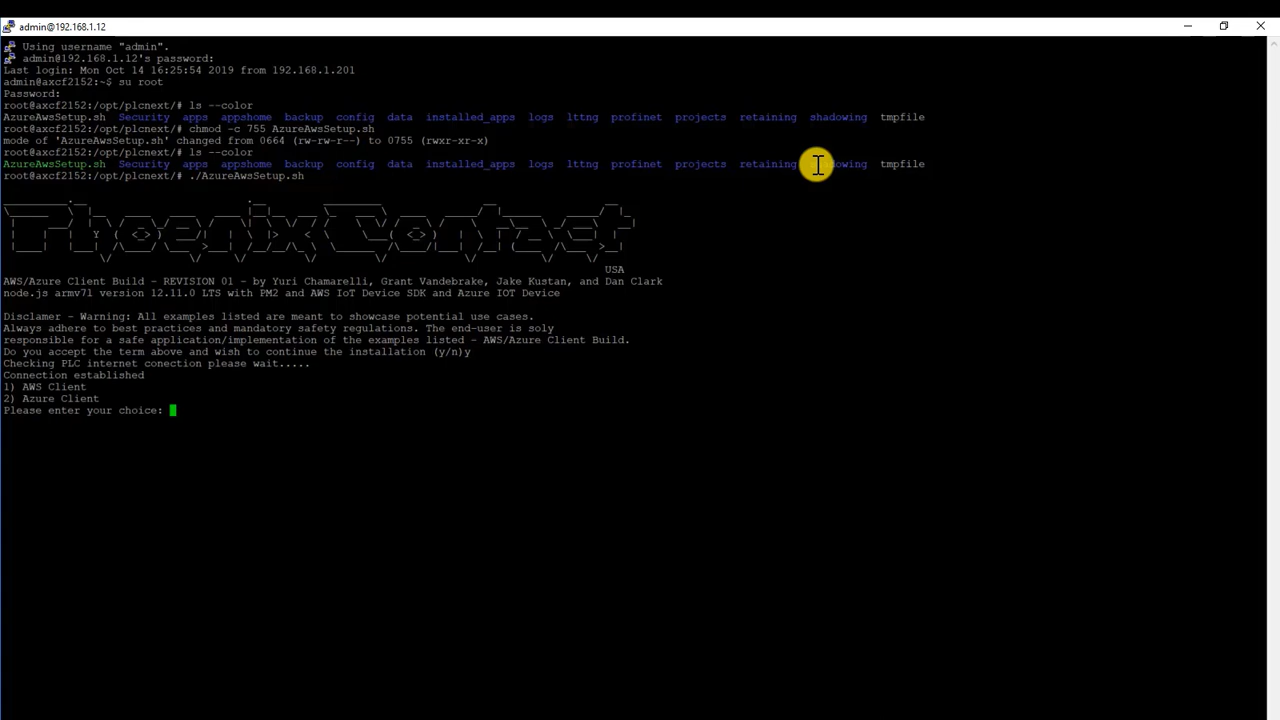 admin@192.168.1.12
Using username "admin".
admin@192.168.1.12's password:
Last login: Mon Oct 14 16:25:54 2019 from 192.168.1.201
admin@axcf2152:~$ su root
Password:
root@axcf2152:/opt/plcnext/# ls --color
AzureAwsSetup.sh Security apps appshome backup config data installed_apps logs lttng profinet projects retaining shadowing tmpfile
root@axcf2152:/opt/plcnext/# chmod -c 755 AzureAwsSetup.sh
mode of 'AzureAwsSetup.sh' changed from 0664 (rw-rw-r--) to 0755 (rwxr-xr-x)
root@axcf2152:/opt/plcnext/# ls --color
AzureAwsSetup.sh Security apps appshome backup config data installed_apps logs lttng profinet projects retaining shadowing tmpfile
root@axcf2152:/opt/plcnext/# ./AzureAwsSetup.sh
Phoenix Contact
USA
AWS/Azure Client Build - REVISION 01 - by Yuri Chamarelli, Grant Vandebrake, Jake Kustan, and Dan Clark
node.js armv7l version 12.11.0 LTS with PM2 and AWS IoT Device SDK and Azure IOT Device
Disclamer - Warning: All examples listed are meant to showcase potential use cases.
Always adhere to best practices and mandatory safety regulations. The end-user is soly
responsible for a safe application/implementation of the examples listed - AWS/Azure Client Build.
Do you accept the term above and wish to continue the installation (y/n)y
Checking PLC internet conection please wait.....
Connection established
1) AWS Client
2) Azure Client
Please enter your choice: